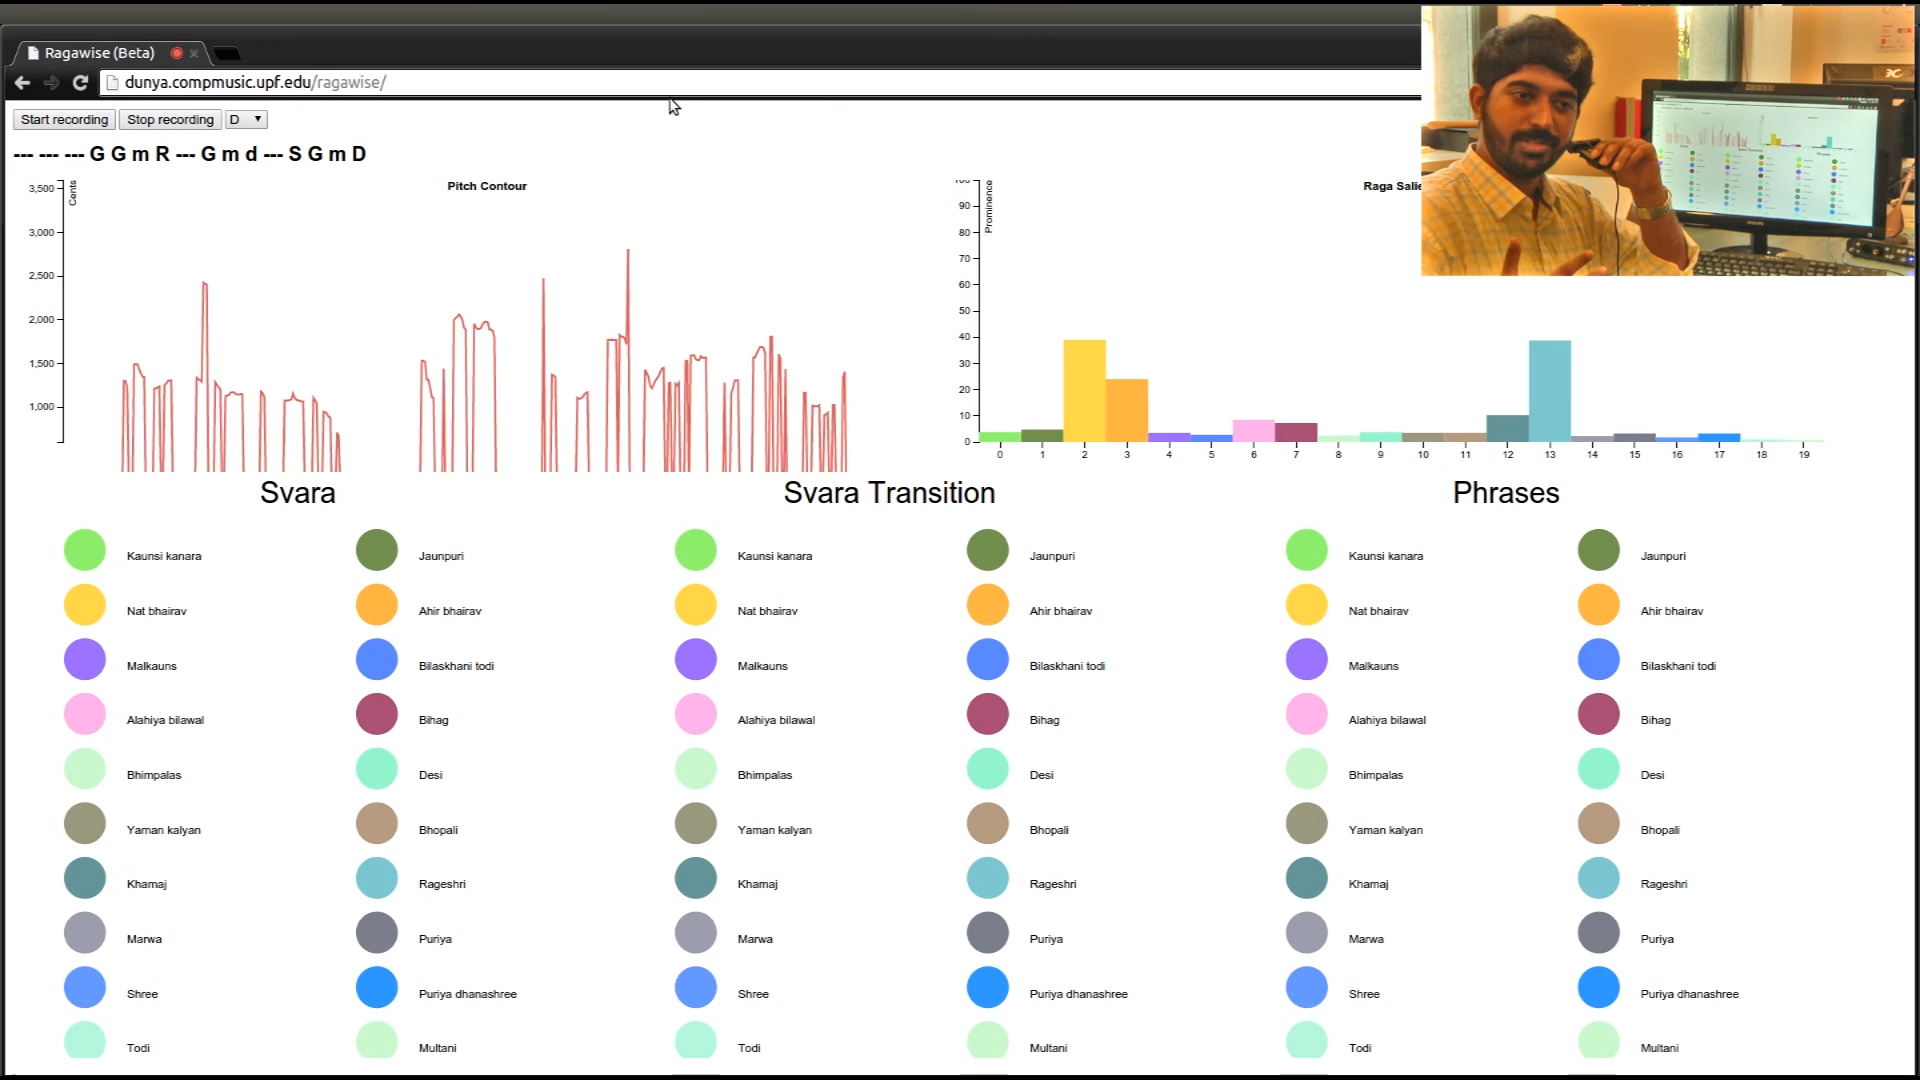 Ragawise (Beta)
dunya.compmusic.upf.edu/ragawise/
Start recording Stop recording D
--- --- --- G G m R --- G m d --- S G m D
Pitch Contour
Cents
3,500
3,000
2,500
2,000
1,500
1,000
Raga Salie
Prominence
90
80
70
60
50
40
30
20
10
0
0 1 2 3 4 5 6 7 8 9 10 11 12 13 14 15 16 17 18 19
Svara Svara Transition Phrases
Kaunsi kanara Jaunpuri Kaunsi kanara Jaunpuri Kaunsi kanara Jaunpuri
Nat bhairav Ahir bhairav Nat bhairav Ahir bhairav Nat bhairav Ahir bhairav
Malkauns Bilaskhani todi Malkauns Bilaskhani todi Malkauns Bilaskhani todi
Alahiya bilawal Bihag Alahiya bilawal Bihag Alahiya bilawal Bihag
Bhimpalas Desi Bhimpalas Desi Bhimpalas Desi
Yaman kalyan Bhopali Yaman kalyan Bhopali Yaman kalyan Bhopali
Khamaj Rageshri Khamaj Rageshri Khamaj Rageshri
Marwa Puriya Marwa Puriya Marwa Puriya
Shree Puriya dhanashree Shree Puriya dhanashree Shree Puriya dhanashree
Todi Multani Todi Multani Todi Multani